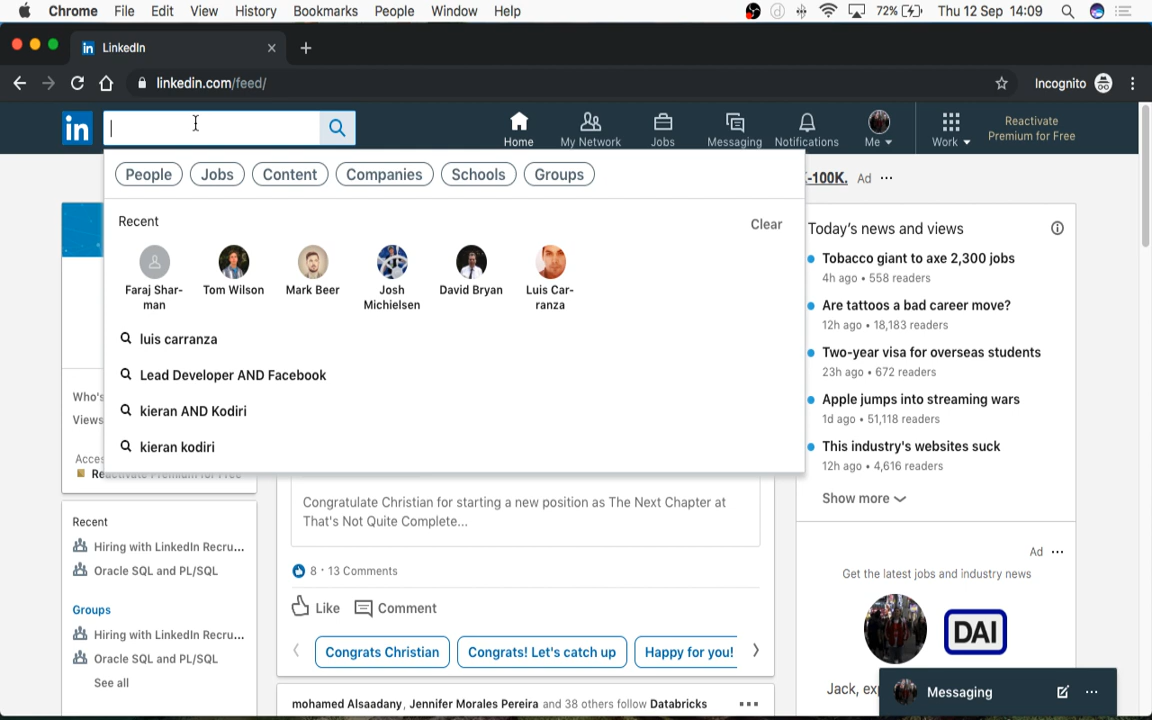 Chrome File Edit View History Bookmarks People Window Help 72% Thu 12 Sep 14:09
in LinkedIn
linkedin.com/feed/ Incognito
in Home My Network Jobs Messaging Notifications Me Work Reactivate
Premium for Free
People Jobs Content Companies Schools Groups
-100K. Ad
Recent Clear
Faraj Shar-
man
Tom Wilson
Mark Beer
Josh
Michielsen
David Bryan
Luis Car-
ranza
luis carranza
Lead Developer AND Facebook
kieran AND Kodiri
kieran kodiri
Who's
Views
Acces
Reactivate Premium for Free
Recent
Hiring with LinkedIn Recru...
Oracle SQL and PL/SQL
Groups
Hiring with LinkedIn Recru...
Oracle SQL and PL/SQL
See all
Congratulate Christian for starting a new position as The Next Chapter at
That's Not Quite Complete...
8 · 13 Comments
Like Comment
Congrats Christian Congrats! Let's catch up Happy for you!
mohamed Alsaadany, Jennifer Morales Pereira and 38 others follow Databricks
Today's news and views
Tobacco giant to axe 2,300 jobs
4h ago • 558 readers
Are tattoos a bad career move?
12h ago • 18,183 readers
Two-year visa for overseas students
23h ago • 672 readers
Apple jumps into streaming wars
1d ago • 51,118 readers
This industry's websites suck
12h ago • 4,616 readers
Show more
Ad
Get the latest jobs and industry news
DAI
Jack, ex
Messaging